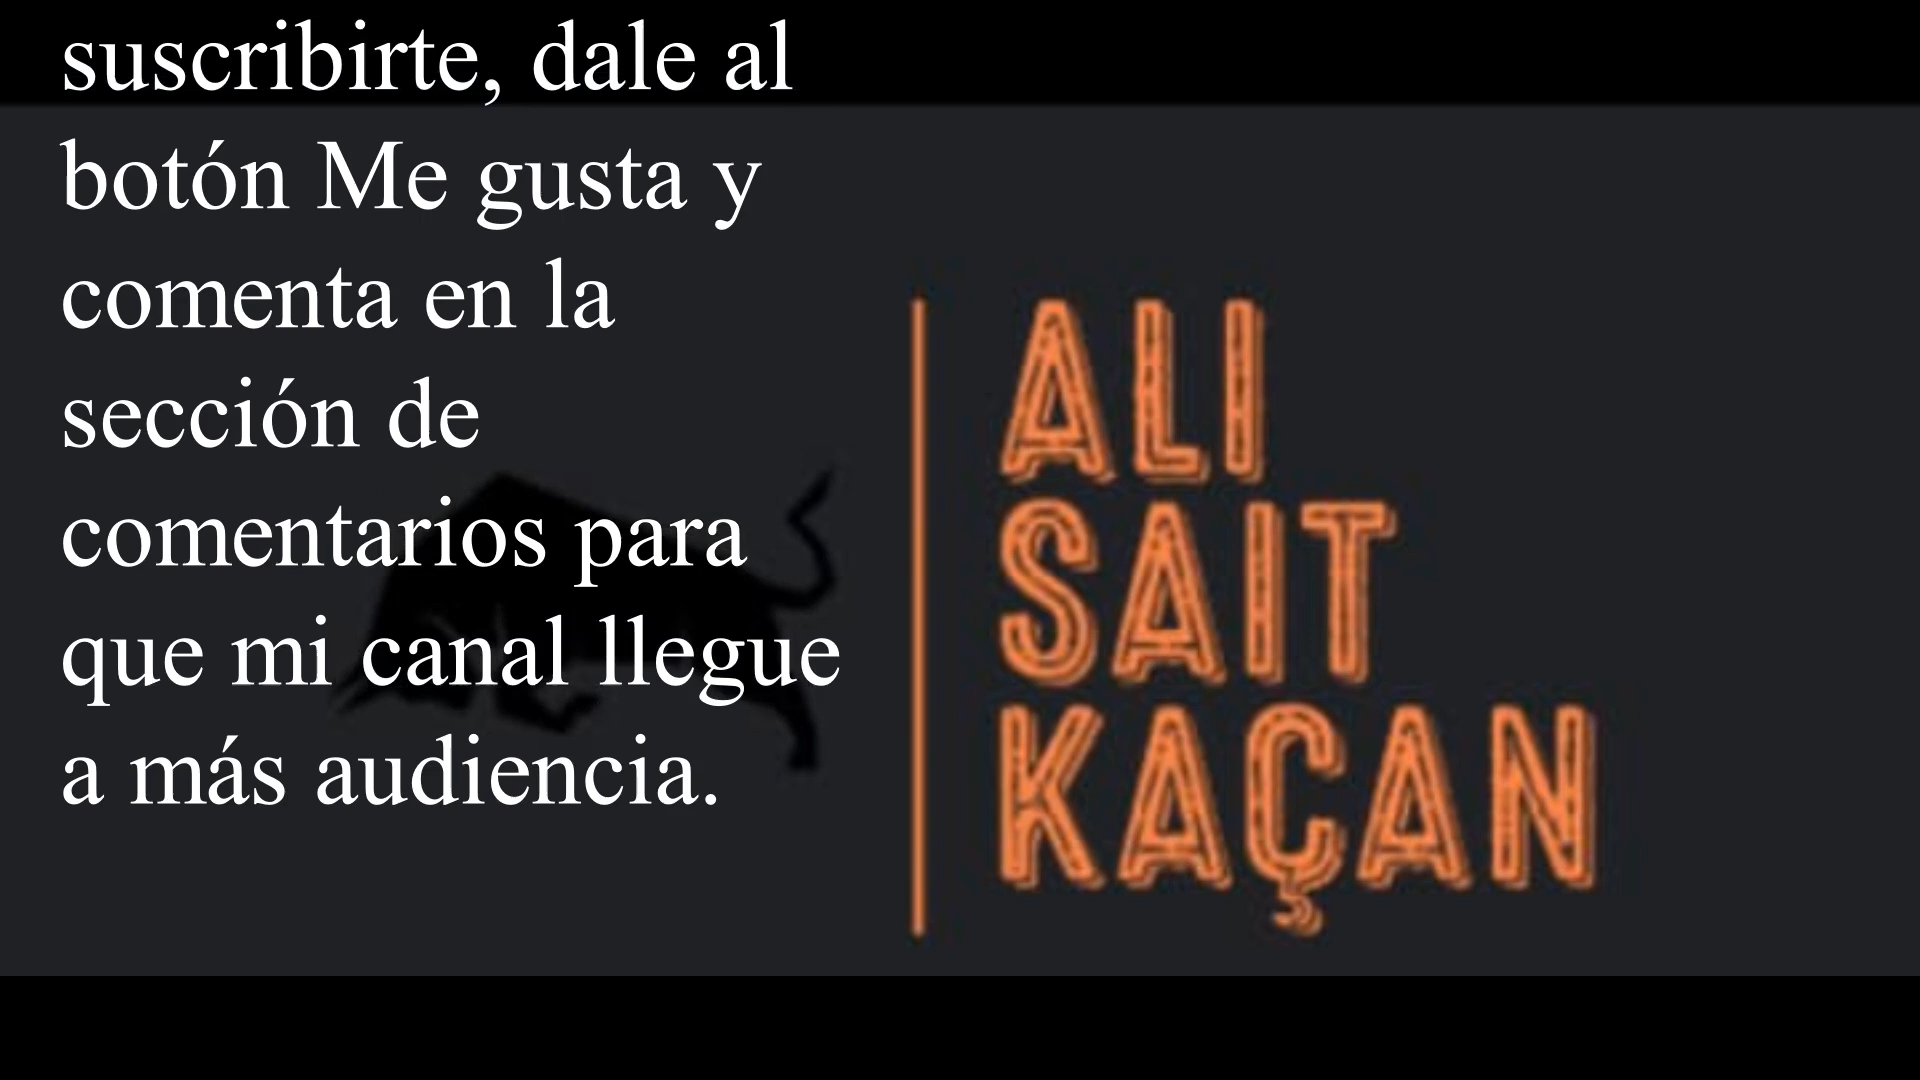 suscribirte, dale al
botón Me gusta y
comenta en la
sección de
comentarios para
que mi canal llegue
a más audiencia.
ALI
SAIT
KAÇAN